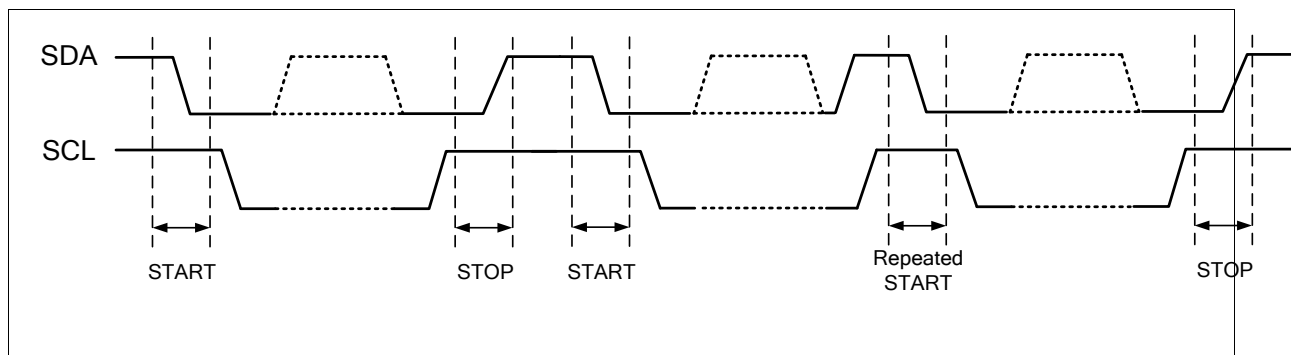 SDA
SCL
START
STOP
START
Repeated
START
STOP